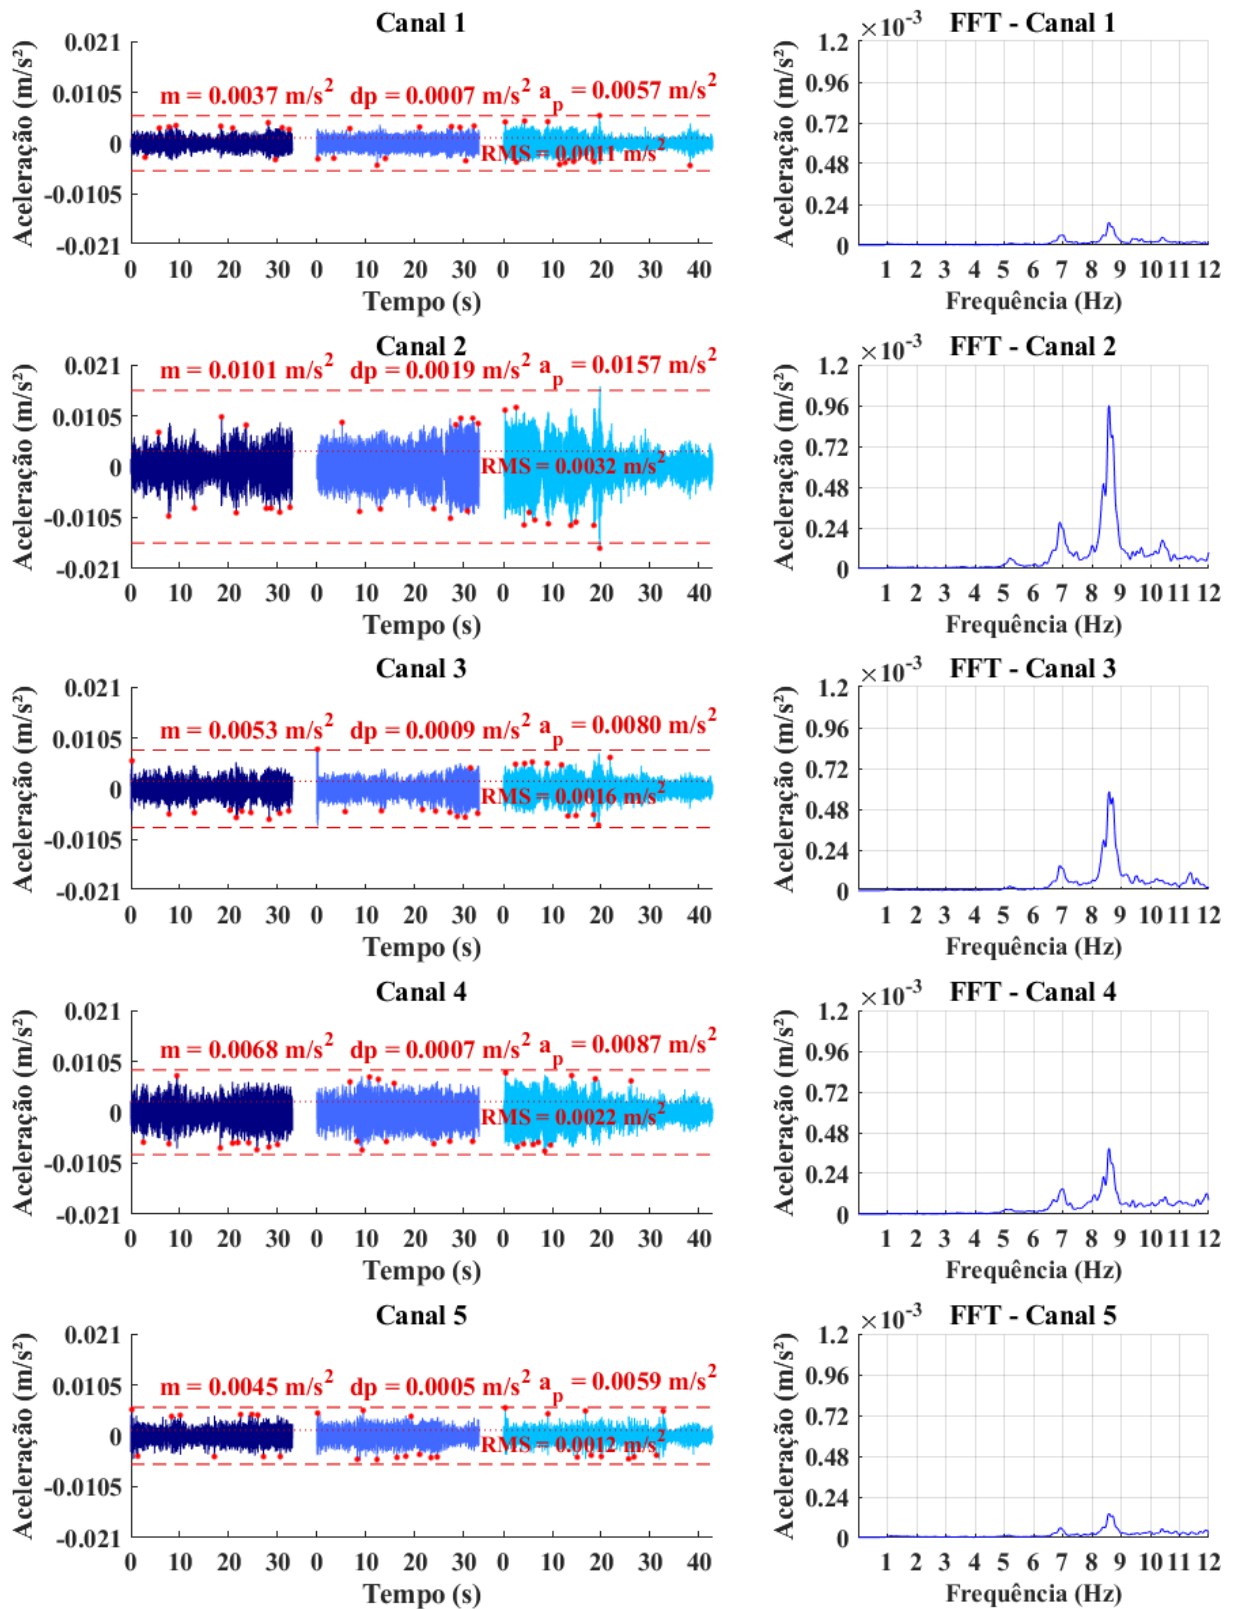 Canal 1
0.021
0.0105
0
-0.0105
-0.021
Aceleração (m/s²)
m = 0.0037 m/s² dp = 0.0007 m/s² aₚ = 0.0057 m/s²
RMS = 0.0011 m/s²
0 10 20 30 0 10 20 30 0 10 20 30 40
Tempo (s)
×10⁻³ FFT - Canal 1
1.2
0.96
0.72
0.48
0.24
0
Aceleração (m/s²)
1 2 3 4 5 6 7 8 9 10 11 12
Frequência (Hz)
Canal 2
0.021
0.0105
0
-0.0105
-0.021
Aceleração (m/s²)
m = 0.0101 m/s² dp = 0.0019 m/s² aₚ = 0.0157 m/s²
RMS = 0.0032 m/s²
0 10 20 30 0 10 20 30 0 10 20 30 40
Tempo (s)
×10⁻³ FFT - Canal 2
1.2
0.96
0.72
0.48
0.24
0
Aceleração (m/s²)
1 2 3 4 5 6 7 8 9 10 11 12
Frequência (Hz)
Canal 3
0.021
0.0105
0
-0.0105
-0.021
Aceleração (m/s²)
m = 0.0053 m/s² dp = 0.0009 m/s² aₚ = 0.0080 m/s²
RMS = 0.0016 m/s²
0 10 20 30 0 10 20 30 0 10 20 30 40
Tempo (s)
×10⁻³ FFT - Canal 3
1.2
0.96
0.72
0.48
0.24
0
Aceleração (m/s²)
1 2 3 4 5 6 7 8 9 10 11 12
Frequência (Hz)
Canal 4
0.021
0.0105
0
-0.0105
-0.021
Aceleração (m/s²)
m = 0.0068 m/s² dp = 0.0007 m/s² aₚ = 0.0087 m/s²
RMS = 0.0022 m/s²
0 10 20 30 0 10 20 30 0 10 20 30 40
Tempo (s)
×10⁻³ FFT - Canal 4
1.2
0.96
0.72
0.48
0.24
0
Aceleração (m/s²)
1 2 3 4 5 6 7 8 9 10 11 12
Frequência (Hz)
Canal 5
0.021
0.0105
0
-0.0105
-0.021
Aceleração (m/s²)
m = 0.0045 m/s² dp = 0.0005 m/s² aₚ = 0.0059 m/s²
RMS = 0.0012 m/s²
0 10 20 30 0 10 20 30 0 10 20 30 40
Tempo (s)
×10⁻³ FFT - Canal 5
1.2
0.96
0.72
0.48
0.24
0
Aceleração (m/s²)
1 2 3 4 5 6 7 8 9 10 11 12
Frequência (Hz)